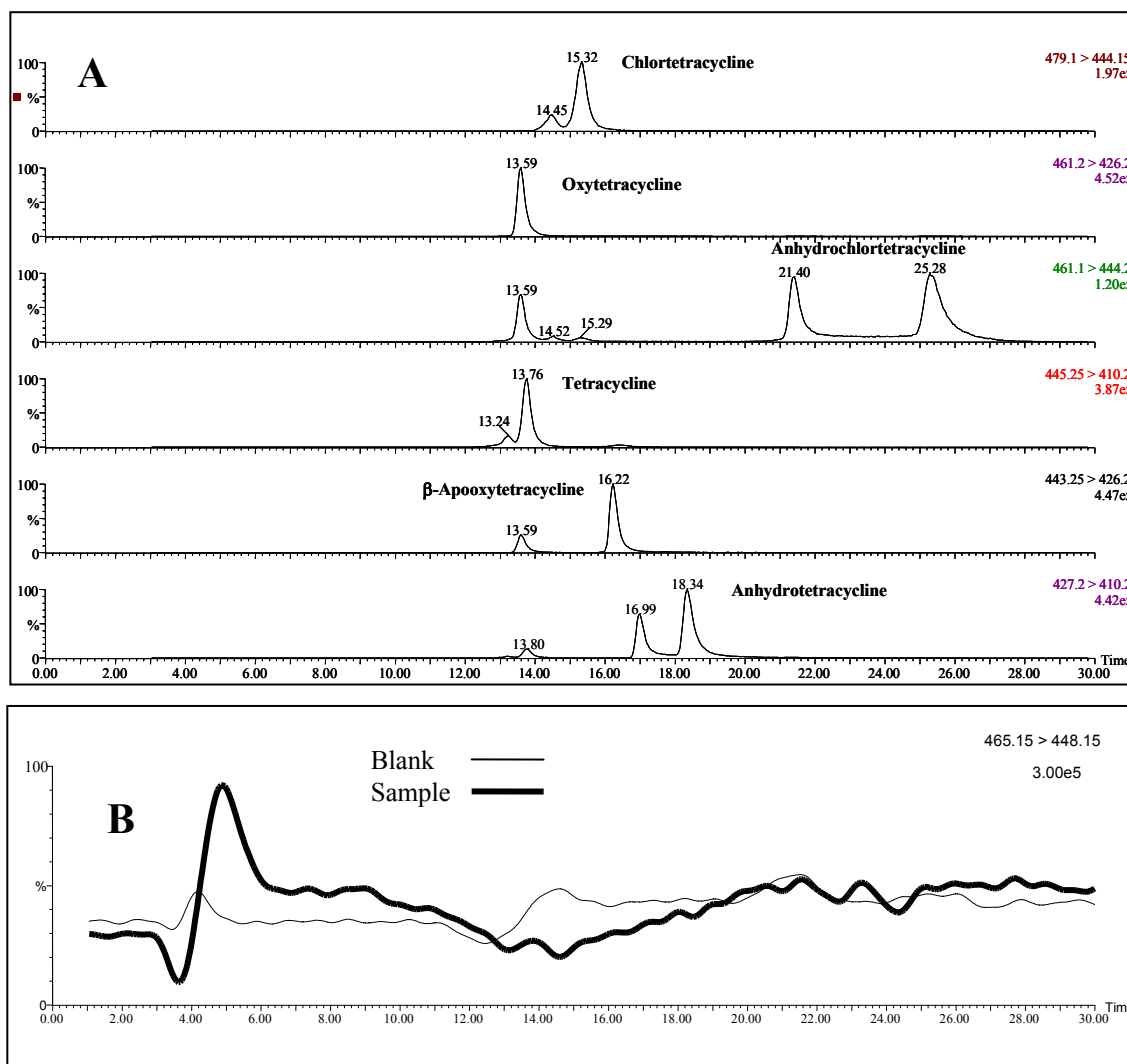 A
100
%
0
14.45
15.32
Chlortetracycline
479.1 > 444.15
1.97e
100
%
0
13.59
Oxytetracycline
461.2 > 426.2
4.52e
Anhydrochlortetracycline
100
%
0
13.59
14.52
15.29
21.40
25.28
461.1 > 444.2
1.20e
100
%
0
13.24
13.76
Tetracycline
445.25 > 410.2
3.87e
100
%
0
β-Apooxytetracycline
13.59
16.22
443.25 > 426.2
4.47e
100
%
0
13.80
16.99
18.34
Anhydrotetracycline
427.2 > 410.2
4.42e
0.00 2.00 4.00 6.00 8.00 10.00 12.00 14.00 16.00 18.00 20.00 22.00 24.00 26.00 28.00 30.00
Time
B
100
%
0
Blank
Sample
465.15 > 448.15
3.00e5
0.00 2.00 4.00 6.00 8.00 10.00 12.00 14.00 16.00 18.00 20.00 22.00 24.00 26.00 28.00 30.00
Tim